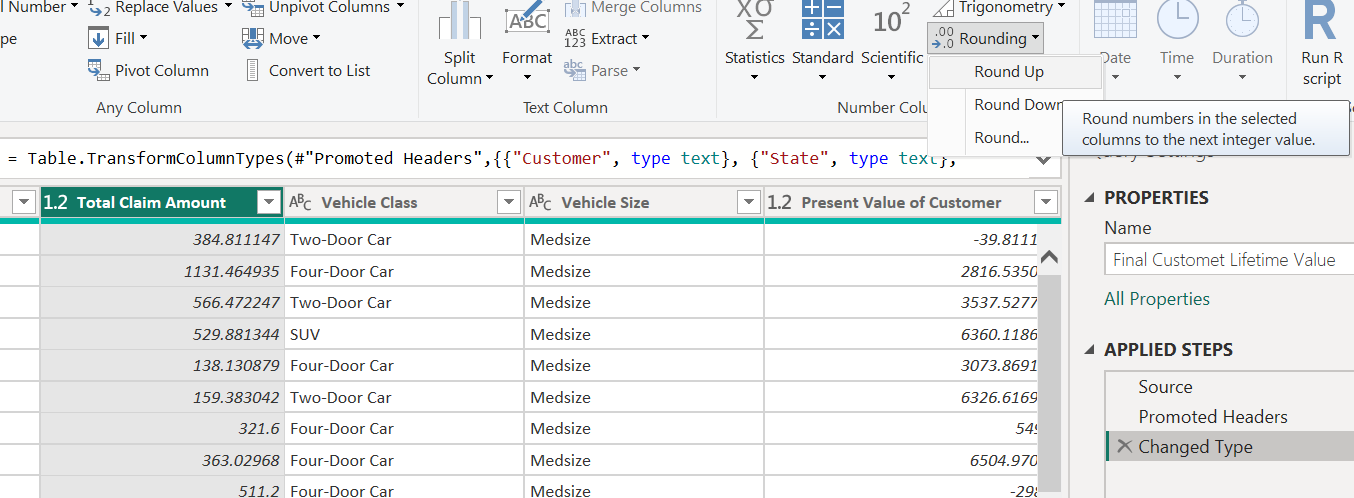 Number Replace Values Unpivot Columns Merge Columns Trigonometry
Fill Move ABC 123 Extract Rounding
Pivot Column Convert to List Split Column Format Parse Statistics Standard Scientific Date Time Duration Run R script
Any Column Text Column
Round Up
Round Down
Round...
Round numbers in the selected
columns to the next integer value.
= Table.TransformColumnTypes(#"Promoted Headers",{{"Customer", type text}, {"State", type text},
1.2 Total Claim Amount ABC Vehicle Class ABC Vehicle Size 1.2 Present Value of Customer
384.811147 Two-Door Car Medsize -39.8111
1131.464935 Four-Door Car Medsize 2816.5350
566.472247 Two-Door Car Medsize 3537.5277
529.881344 SUV Medsize 6360.1186
138.130879 Four-Door Car Medsize 3073.8691
159.383042 Two-Door Car Medsize 6326.6169
321.6 Four-Door Car Medsize 549
363.02968 Four-Door Car Medsize 6504.970
511.2 Four-Door Car Medsize -298
PROPERTIES
Name
Final Customet Lifetime Value
All Properties
APPLIED STEPS
Source
Promoted Headers
Changed Type